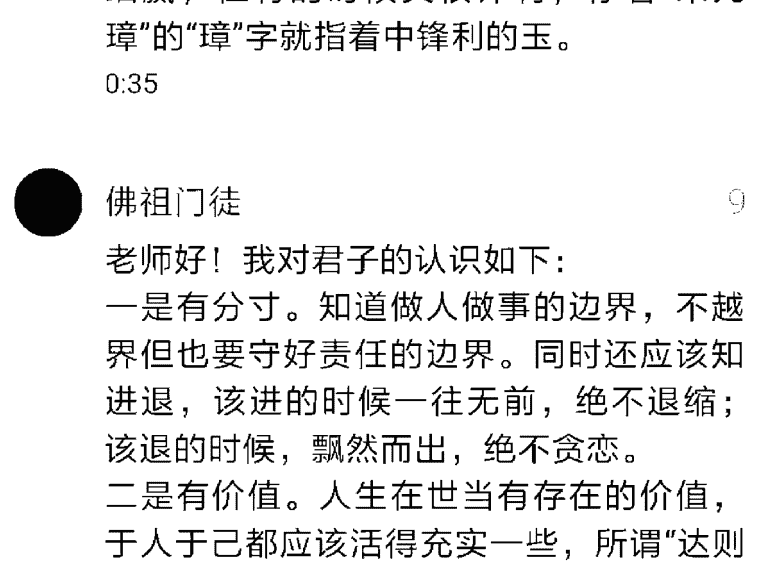 璋”的“璋”字就指着中锋利的玉。
0:35
佛祖门徒
9
老师好！我对君子的认识如下：
一是有分寸。知道做人做事的边界，不越
界但也要守好责任的边界。同时还应该知
进退，该进的时候一往无前，绝不退缩；
该退的时候，飘然而出，绝不贪恋。
二是有价值。人生在世当有存在的价值，
于人于己都应该活得充实一些，所谓“达则